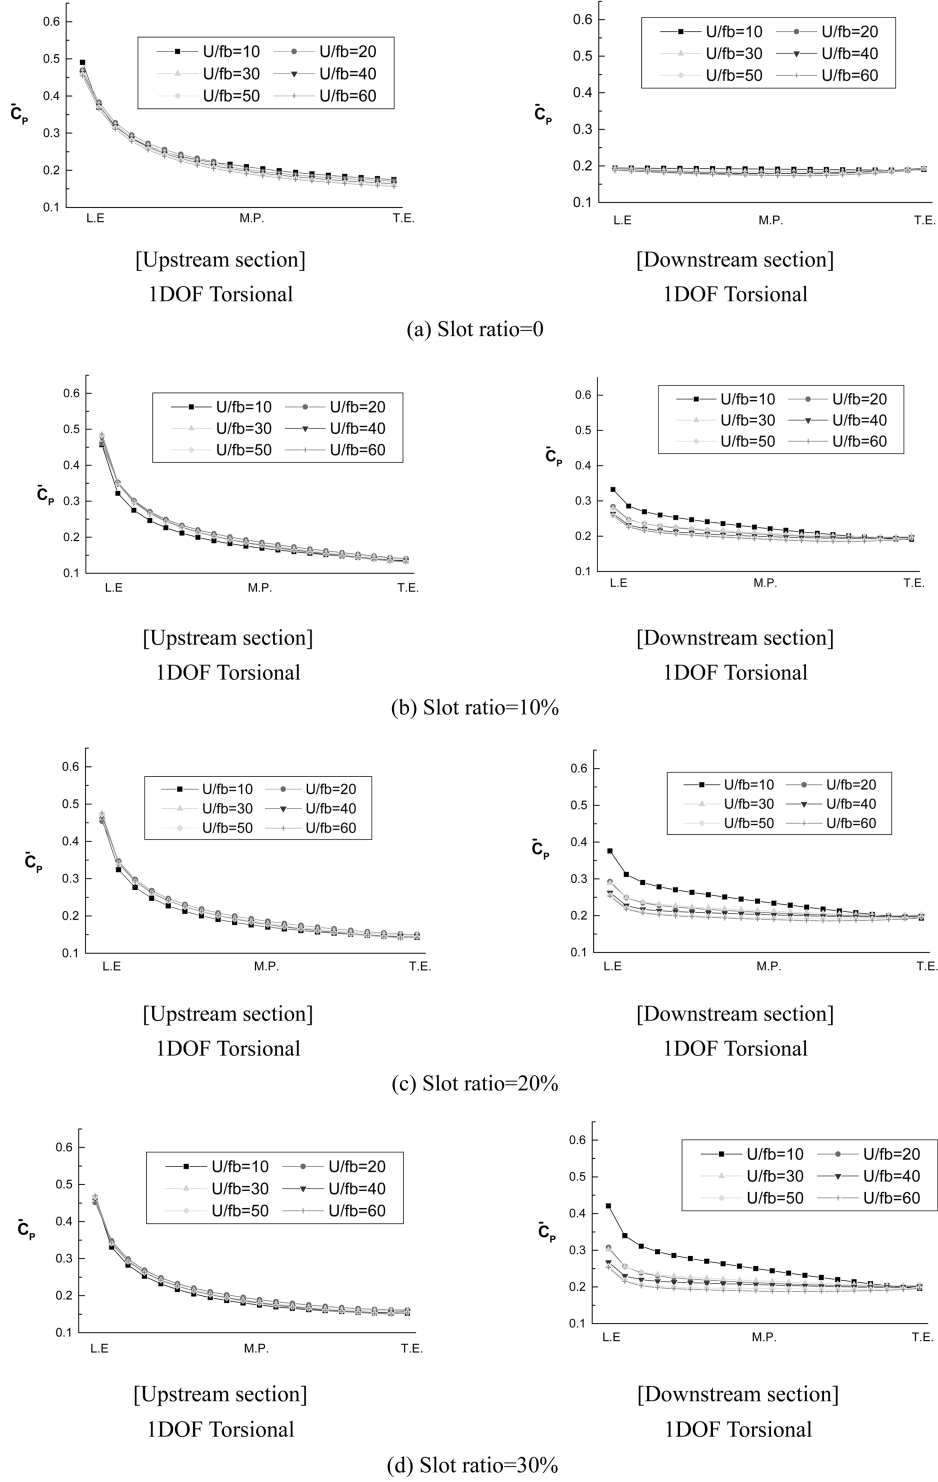 0.6
0.5
0.4
0.3
0.2
0.1
C̄P
U/fb=10 U/fb=20
U/fb=30 U/fb=40
U/fb=50 U/fb=60
L.E M.P. T.E.
[Upstream section]
1DOF Torsional
0.6
0.5
0.4
0.3
0.2
0.1
C̄P
U/fb=10 U/fb=20
U/fb=30 U/fb=40
U/fb=50 U/fb=60
L.E M.P. T.E.
[Downstream section]
1DOF Torsional
(a) Slot ratio=0
0.6
0.5
0.4
0.3
0.2
0.1
C̄P
U/fb=10 U/fb=20
U/fb=30 U/fb=40
U/fb=50 U/fb=60
L.E M.P. T.E.
[Upstream section]
1DOF Torsional
0.6
0.5
0.4
0.3
0.2
0.1
C̄P
U/fb=10 U/fb=20
U/fb=30 U/fb=40
U/fb=50 U/fb=60
L.E M.P. T.E.
[Downstream section]
1DOF Torsional
(b) Slot ratio=10%
0.6
0.5
0.4
0.3
0.2
0.1
C̄P
U/fb=10 U/fb=20
U/fb=30 U/fb=40
U/fb=50 U/fb=60
L.E M.P. T.E.
[Upstream section]
1DOF Torsional
0.6
0.5
0.4
0.3
0.2
0.1
C̄P
U/fb=10 U/fb=20
U/fb=30 U/fb=40
U/fb=50 U/fb=60
L.E M.P. T.E.
[Downstream section]
1DOF Torsional
(c) Slot ratio=20%
0.6
0.5
0.4
0.3
0.2
0.1
C̄P
U/fb=10 U/fb=20
U/fb=30 U/fb=40
U/fb=50 U/fb=60
L.E M.P. T.E.
[Upstream section]
1DOF Torsional
0.6
0.5
0.4
0.3
0.2
0.1
C̄P
U/fb=10 U/fb=20
U/fb=30 U/fb=40
U/fb=50 U/fb=60
L.E M.P. T.E.
[Downstream section]
1DOF Torsional
(d) Slot ratio=30%